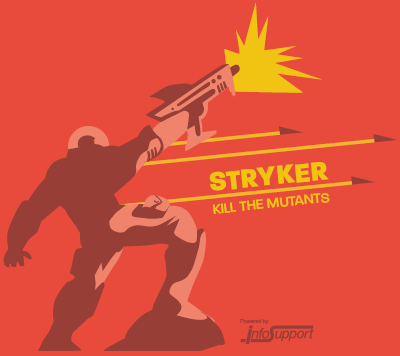 STRYKER
KILL THE MUTANTS
Powered by:
infoSupport